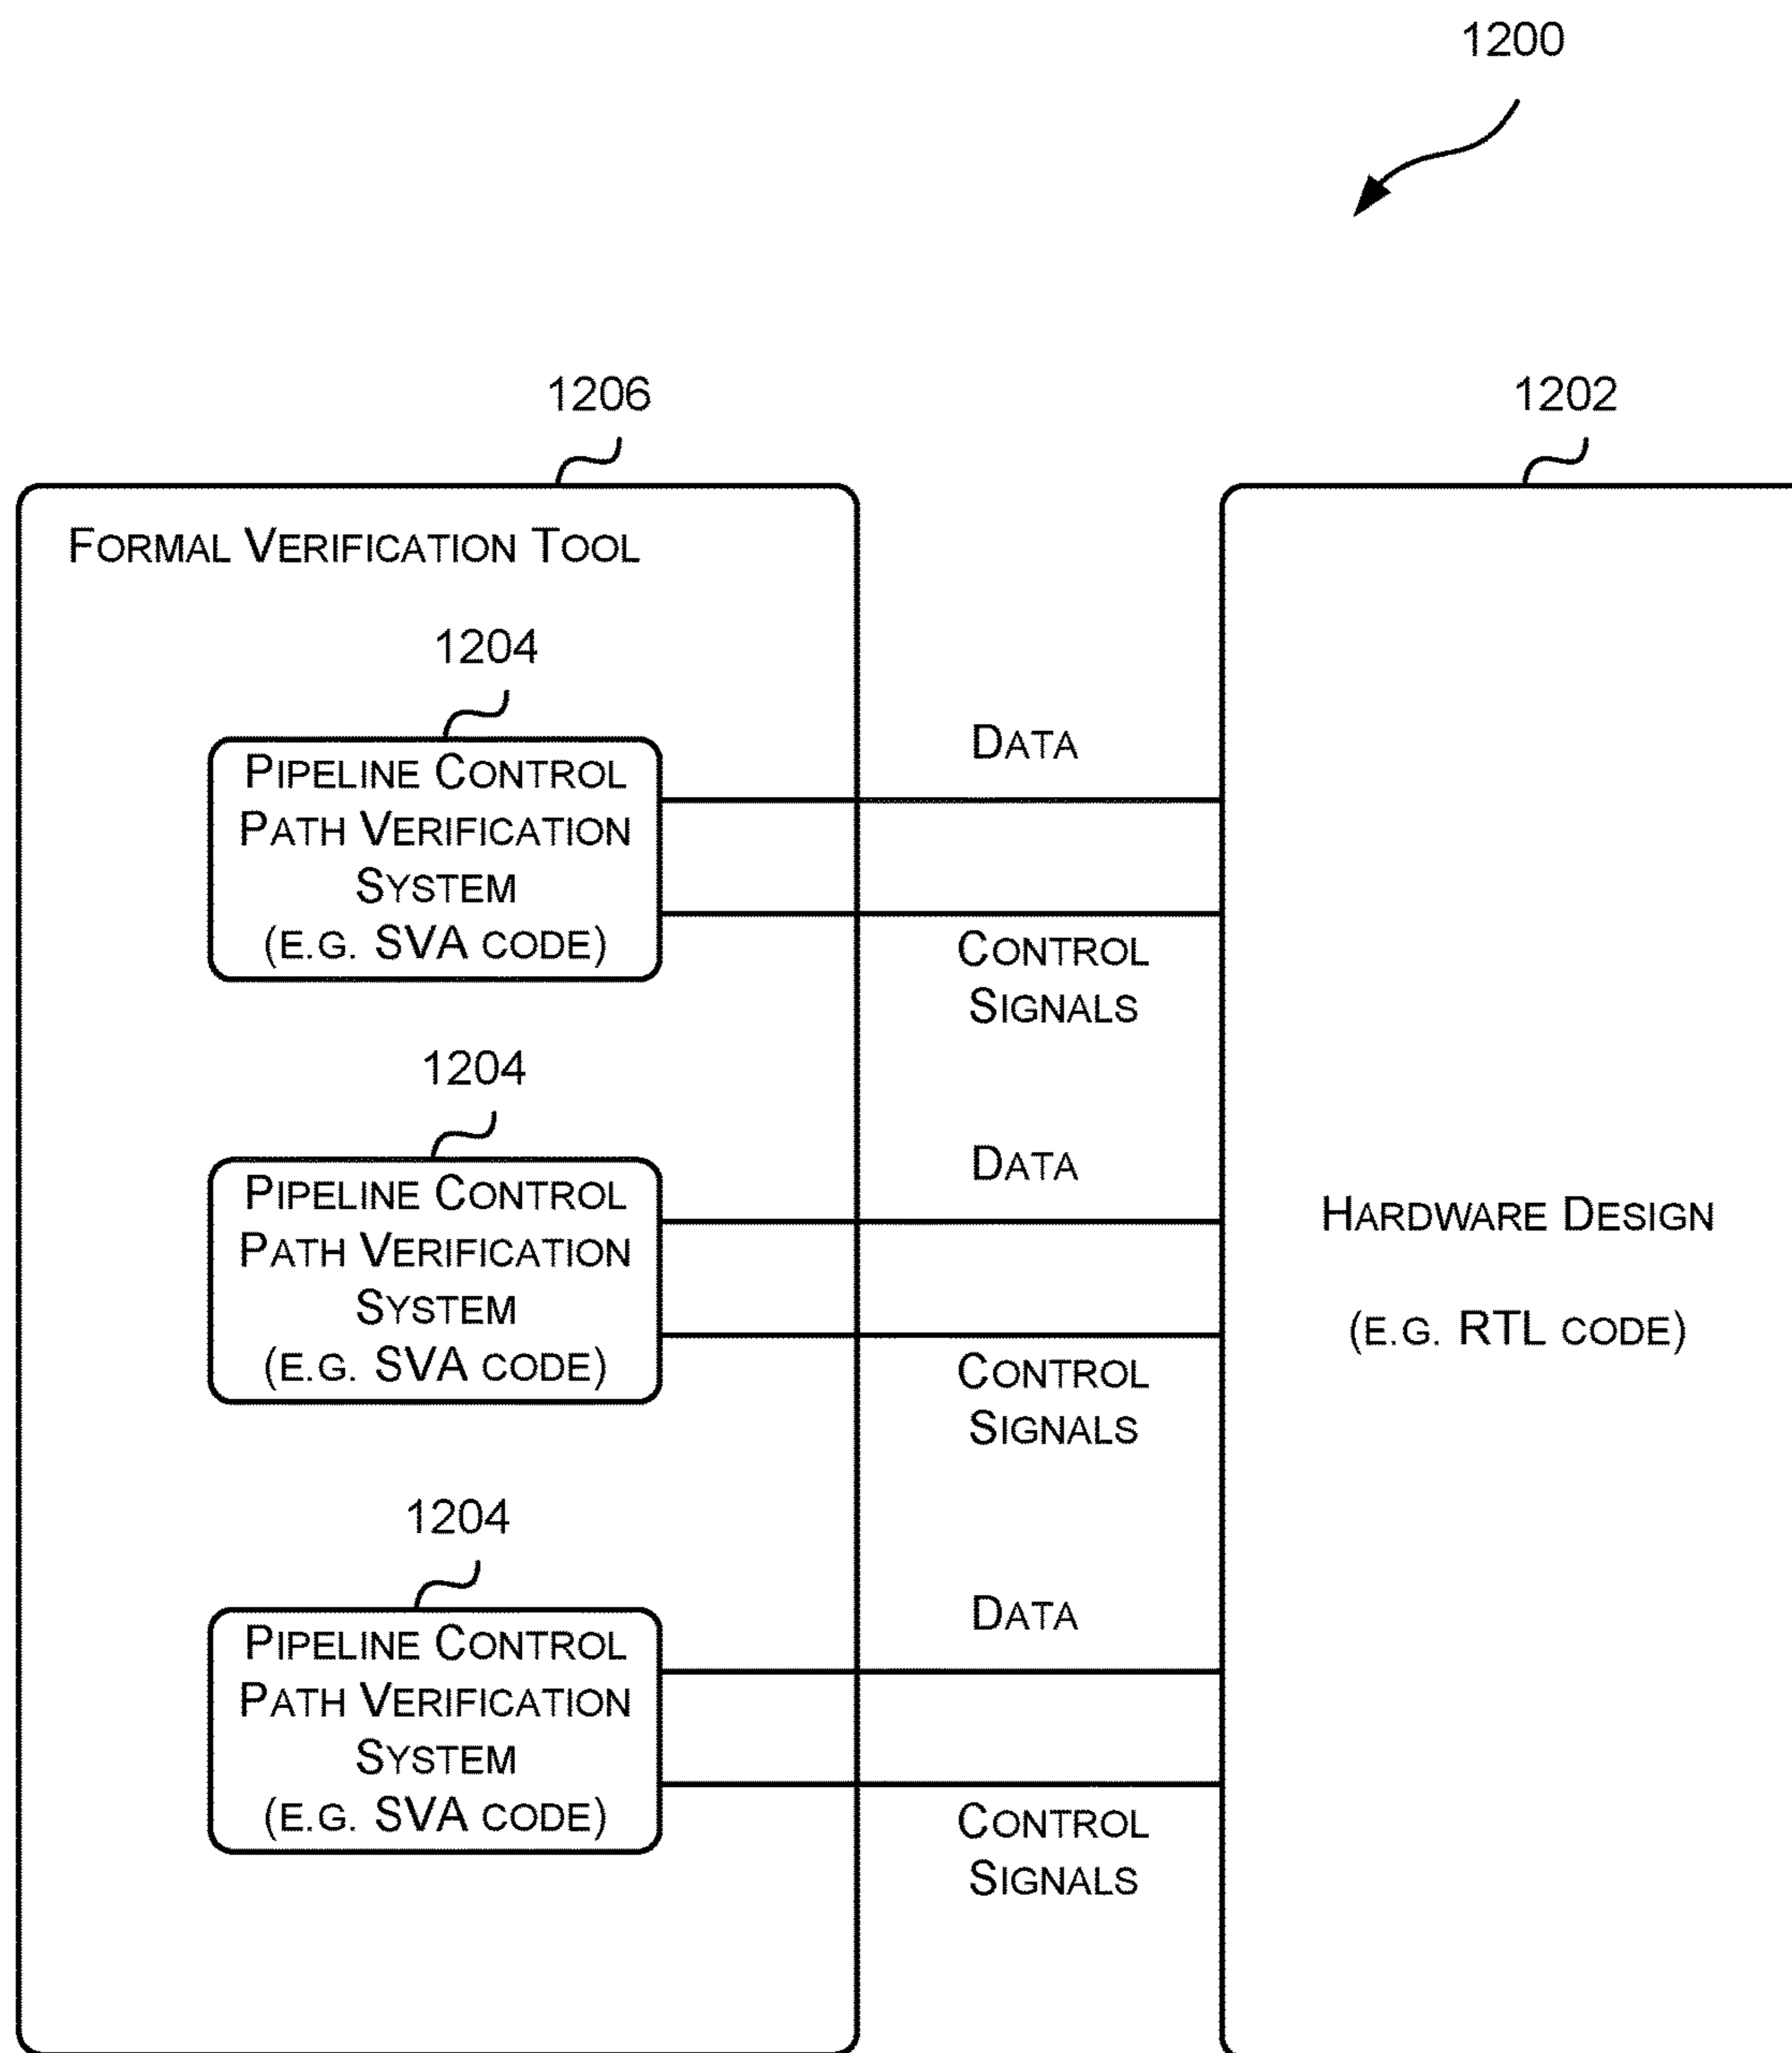 1200
1206
1202
FORMAL VERIFICATION TOOL
1204
PIPELINE CONTROL
PATH VERIFICATION
SYSTEM
(E.G. SVA CODE)
DATA
CONTROL
SIGNALS
1204
PIPELINE CONTROL
PATH VERIFICATION
SYSTEM
(E.G. SVA CODE)
DATA
CONTROL
SIGNALS
HARDWARE DESIGN
(E.G. RTL CODE)
1204
PIPELINE CONTROL
PATH VERIFICATION
SYSTEM
(E.G. SVA CODE)
DATA
CONTROL
SIGNALS